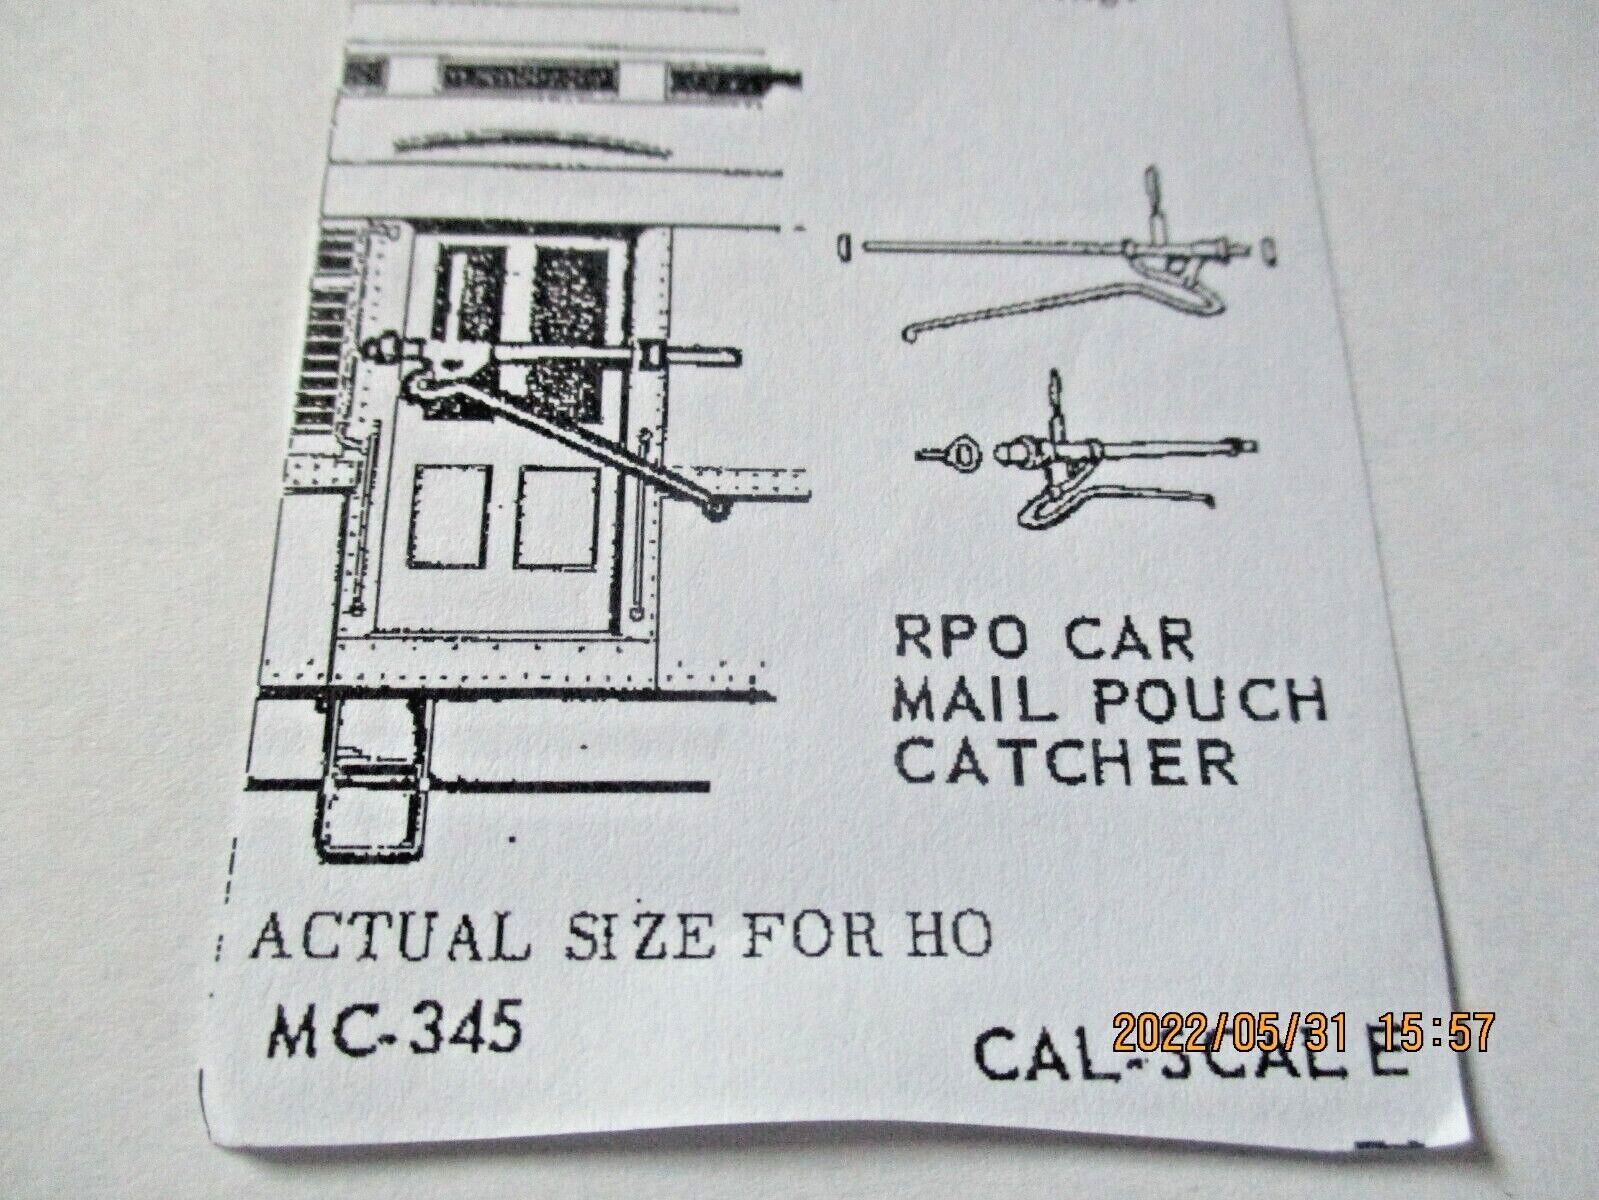 RPO CAR
MAIL POUCH
CATCHER
ACTUAL SIZE FOR HO
MC-345
CAL-SCALE
2022/05/31 15:57